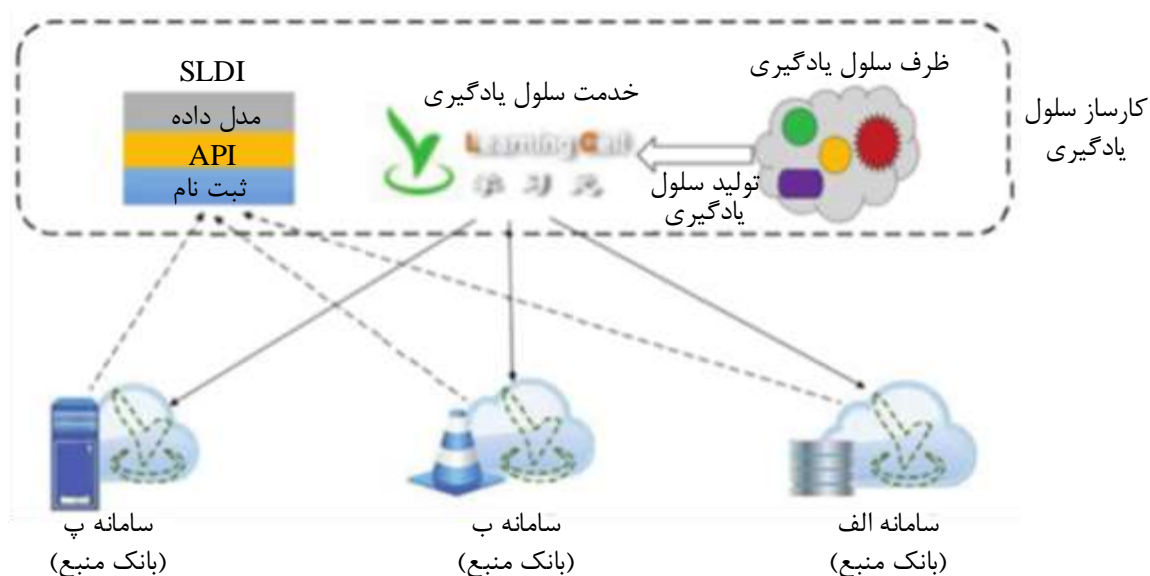 ظرف سلول یادگیری
کارساز سلول
یادگیری
خدمت سلول یادگیری
تولید سلول
یادگیری
SLDI
مدل داده
API
ثبت نام
سامانه الف
(بانک منبع)
سامانه ب
(بانک منبع)
سامانه پ
(بانک منبع)